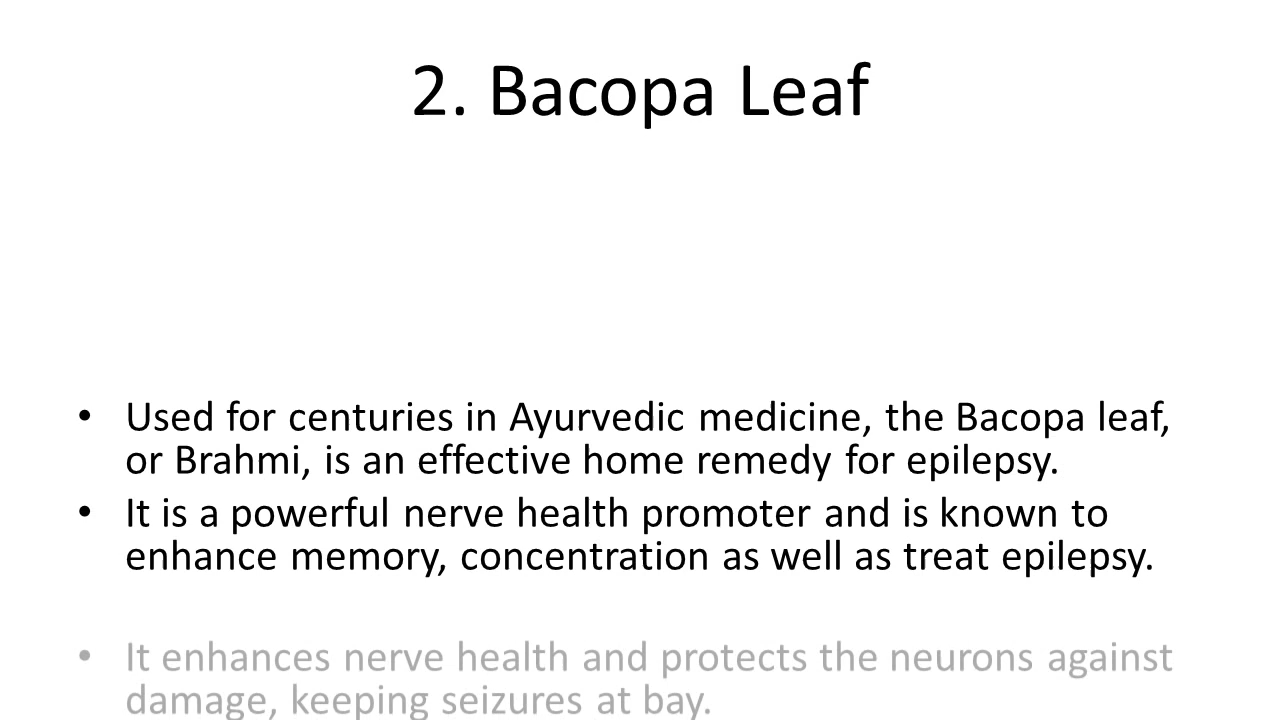 2. Bacopa Leaf
• Used for centuries in Ayurvedic medicine, the Bacopa leaf,
or Brahmi, is an effective home remedy for epilepsy.
• It is a powerful nerve health promoter and is known to
enhance memory, concentration as well as treat epilepsy.
• It enhances nerve health and protects the neurons against
damage, keeping seizures at bay.